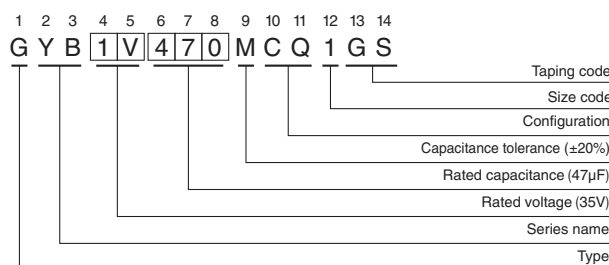 1 2 3 4 5 6 7 8 9 10 11 12 13 14
G Y B 1 V 4 7 0 M C Q 1 G S
Taping code
Size code
Configuration
Capacitance tolerance (±20%)
Rated capacitance (47μF)
Rated voltage (35V)
Series name
Type